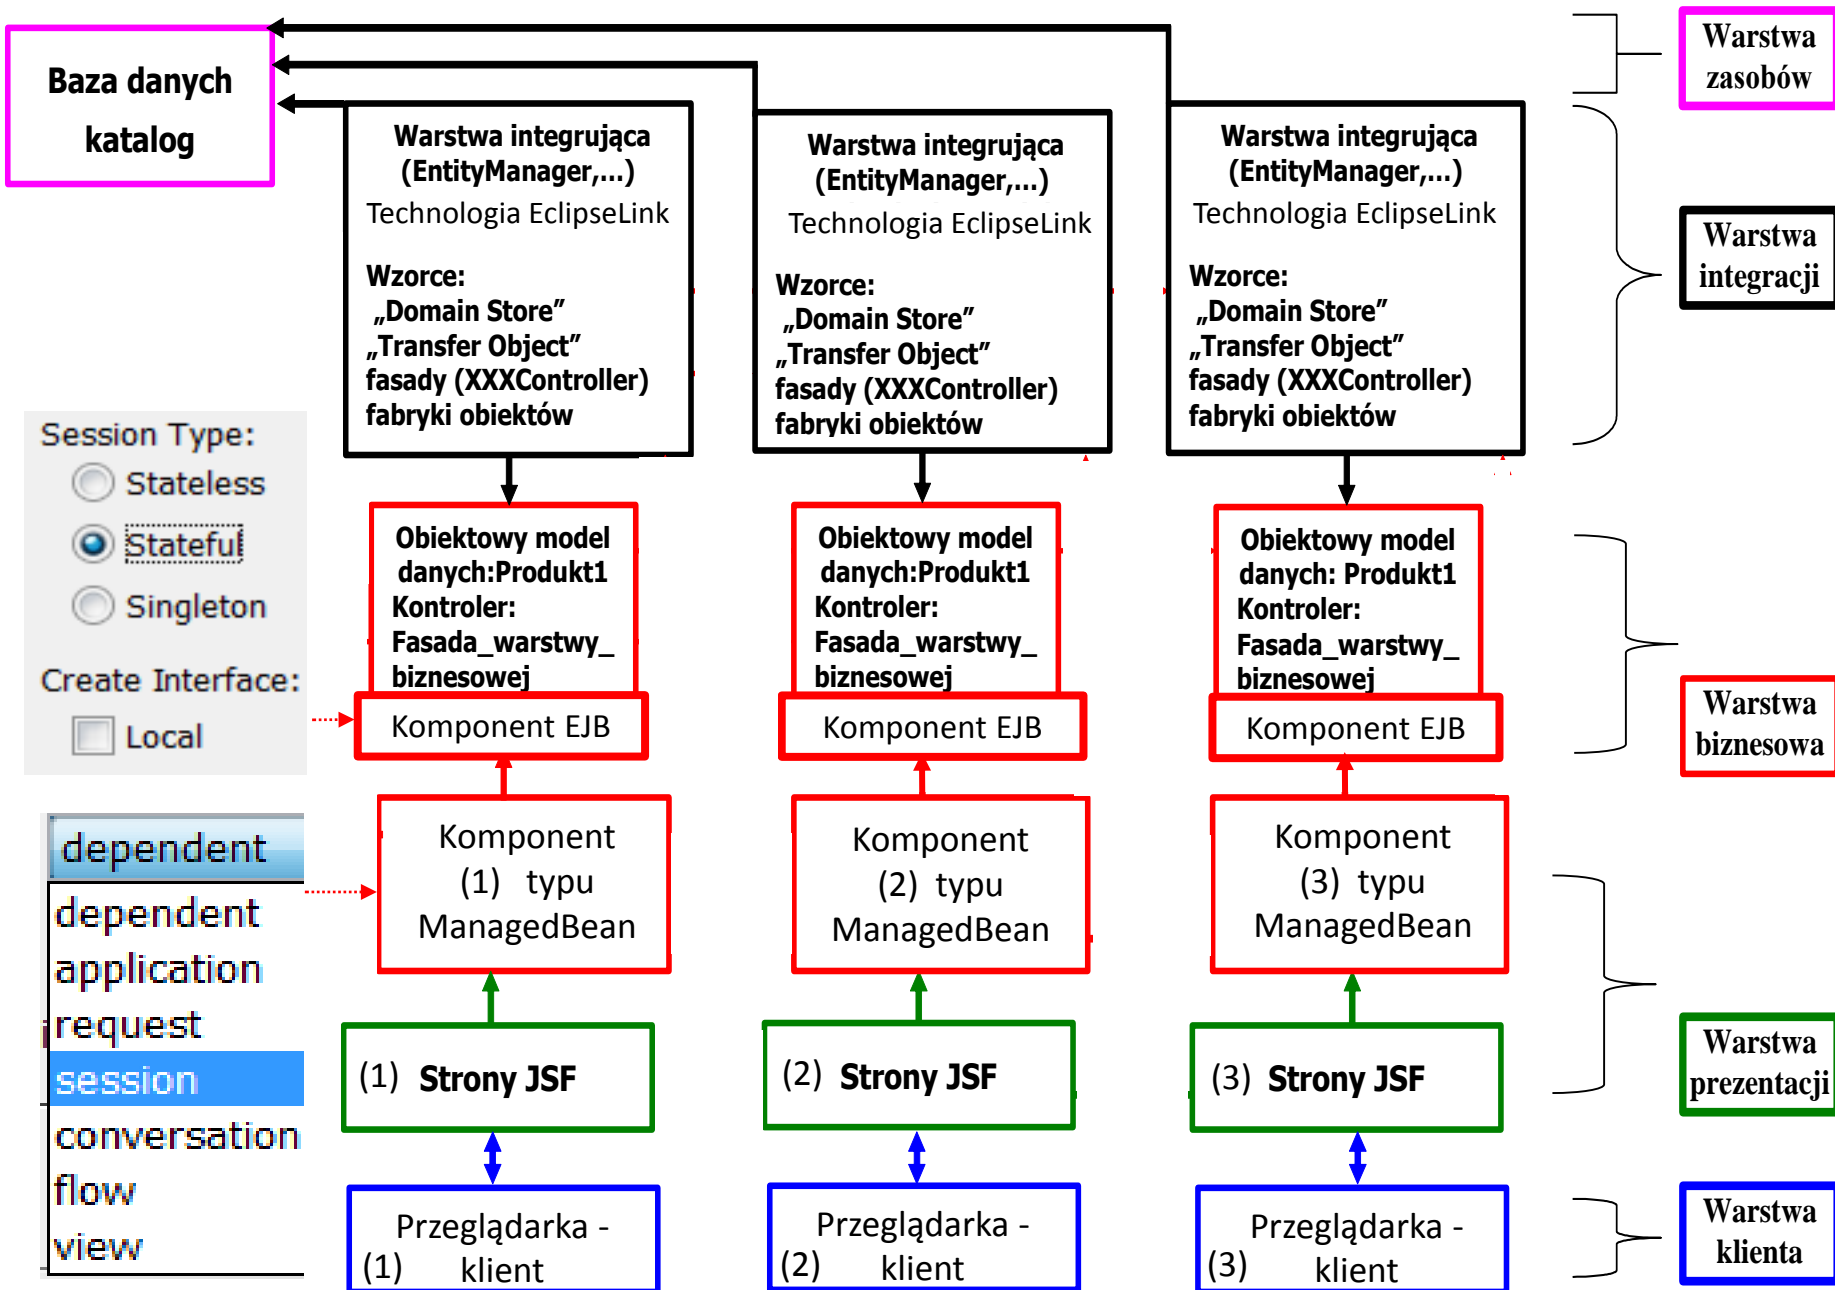 Baza danych
katalog
Warstwa integrująca
(EntityManager,...)
Technologia EclipseLink
Wzorce:
„Domain Store”
„Transfer Object”
fasady (XXXController)
fabryki obiektów
Warstwa integrująca
(EntityManager,...)
Technologia EclipseLink
Wzorce:
„Domain Store”
„Transfer Object”
fasady (XXXController)
fabryki obiektów
Warstwa integrująca
(EntityManager,...)
Technologia EclipseLink
Wzorce:
„Domain Store”
„Transfer Object”
fasady (XXXController)
fabryki obiektów
Warstwa
zasobów
Warstwa
integracji
Session Type:
Stateless
Stateful
Singleton
Create Interface:
Local
Obiektowy model
danych:Produkt1
Kontroler:
Fasada_warstwy_
biznesowej
Komponent EJB
Obiektowy model
danych:Produkt1
Kontroler:
Fasada_warstwy_
biznesowej
Komponent EJB
Obiektowy model
danych: Produkt1
Kontroler:
Fasada_warstwy_
biznesowej
Komponent EJB
Warstwa
biznesowa
dependent
dependent
application
request
session
conversation
flow
view
Komponent
(1) typu
ManagedBean
Komponent
(2) typu
ManagedBean
Komponent
(3) typu
ManagedBean
(1) Strony JSF
(2) Strony JSF
(3) Strony JSF
Warstwa
prezentacji
Przeglądarka -
(1) klient
Przeglądarka -
(2) klient
Przeglądarka -
(3) klient
Warstwa
klienta